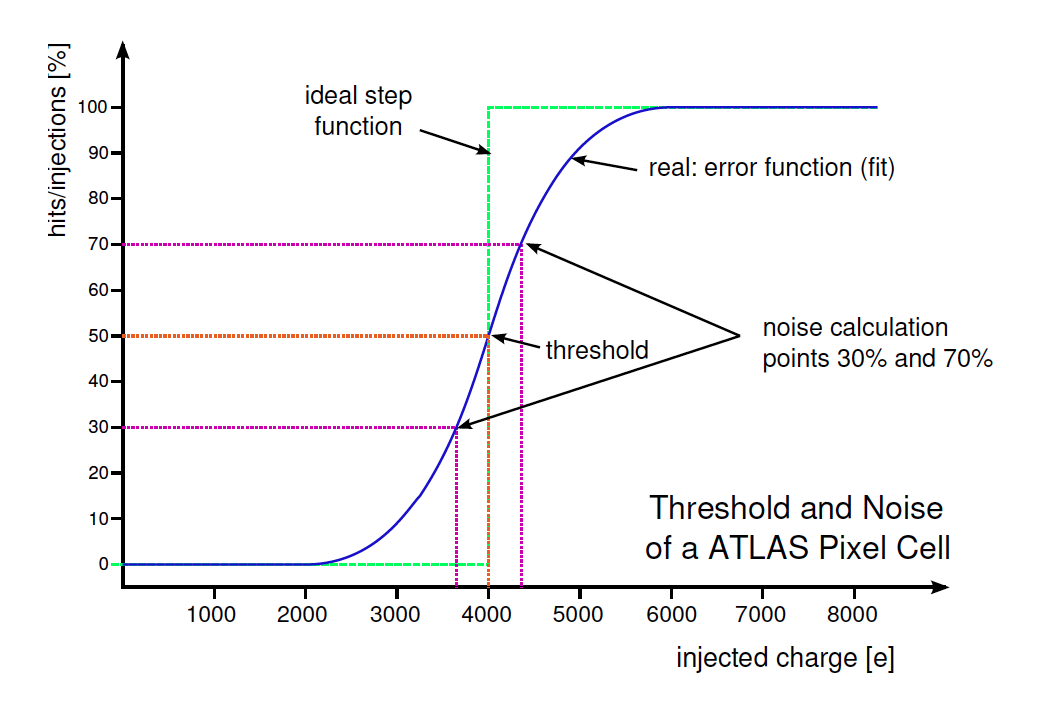 hits/injections [%]
100
90
80
70
60
50
40
30
20
10
0
ideal step
function
real: error function (fit)
threshold
noise calculation
points 30% and 70%
Threshold and Noise
of a ATLAS Pixel Cell
1000 2000 3000 4000 5000 6000 7000 8000
injected charge [e]